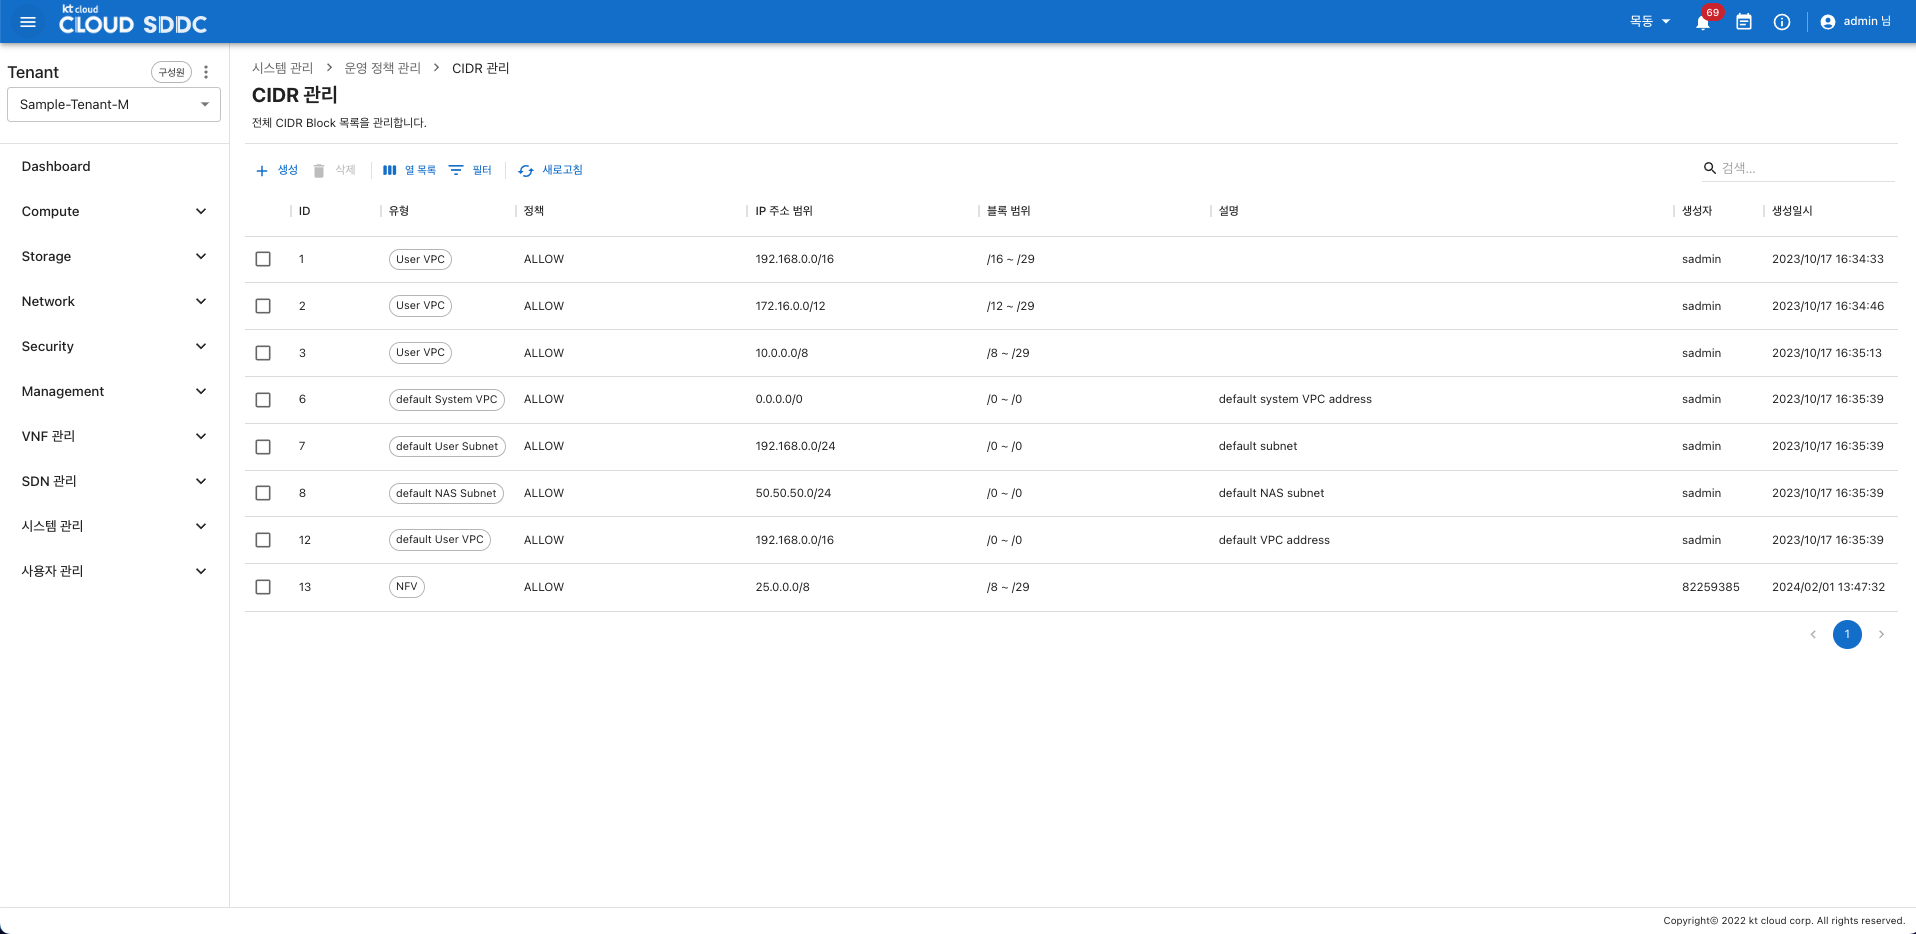 kt cloud
CLOUD SDDC
목동
69
admin 님
Tenant
구성원
Sample-Tenant-M
Dashboard
Compute
Storage
Network
Security
Management
VNF 관리
SDN 관리
시스템 관리
사용자 관리
시스템 관리 > 운영 정책 관리 > CIDR 관리
CIDR 관리
전체 CIDR Block 목록을 관리합니다.
생성 삭제 열 목록 필터 새로고침 검색...
ID 유형 정책 IP 주소 범위 블록 범위 설명 생성자 생성일시
1 User VPC ALLOW 192.168.0.0/16 /16 ~ /29 sadmin 2023/10/17 16:34:33
2 User VPC ALLOW 172.16.0.0/12 /12 ~ /29 sadmin 2023/10/17 16:34:46
3 User VPC ALLOW 10.0.0.0/8 /8 ~ /29 sadmin 2023/10/17 16:35:13
6 default System VPC ALLOW 0.0.0.0/0 /0 ~ /0 default system VPC address sadmin 2023/10/17 16:35:39
7 default User Subnet ALLOW 192.168.0.0/24 /0 ~ /0 default subnet sadmin 2023/10/17 16:35:39
8 default NAS Subnet ALLOW 50.50.50.0/24 /0 ~ /0 default NAS subnet sadmin 2023/10/17 16:35:39
12 default User VPC ALLOW 192.168.0.0/16 /0 ~ /0 default VPC address sadmin 2023/10/17 16:35:39
13 NFV ALLOW 25.0.0.0/8 /8 ~ /29 82259385 2024/02/01 13:47:32
1
Copyright© 2022 kt cloud corp. All rights reserved.